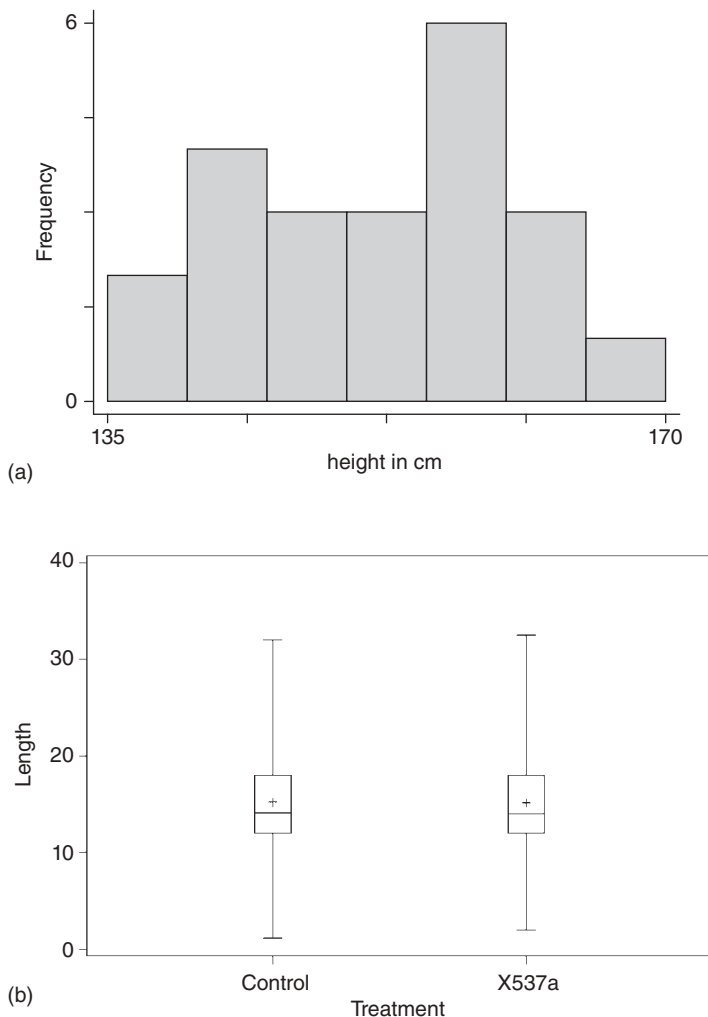 6
Frequency
0
135
170
height in cm
(a)
40
30
20
10
0
Length
Control
X537a
Treatment
(b)